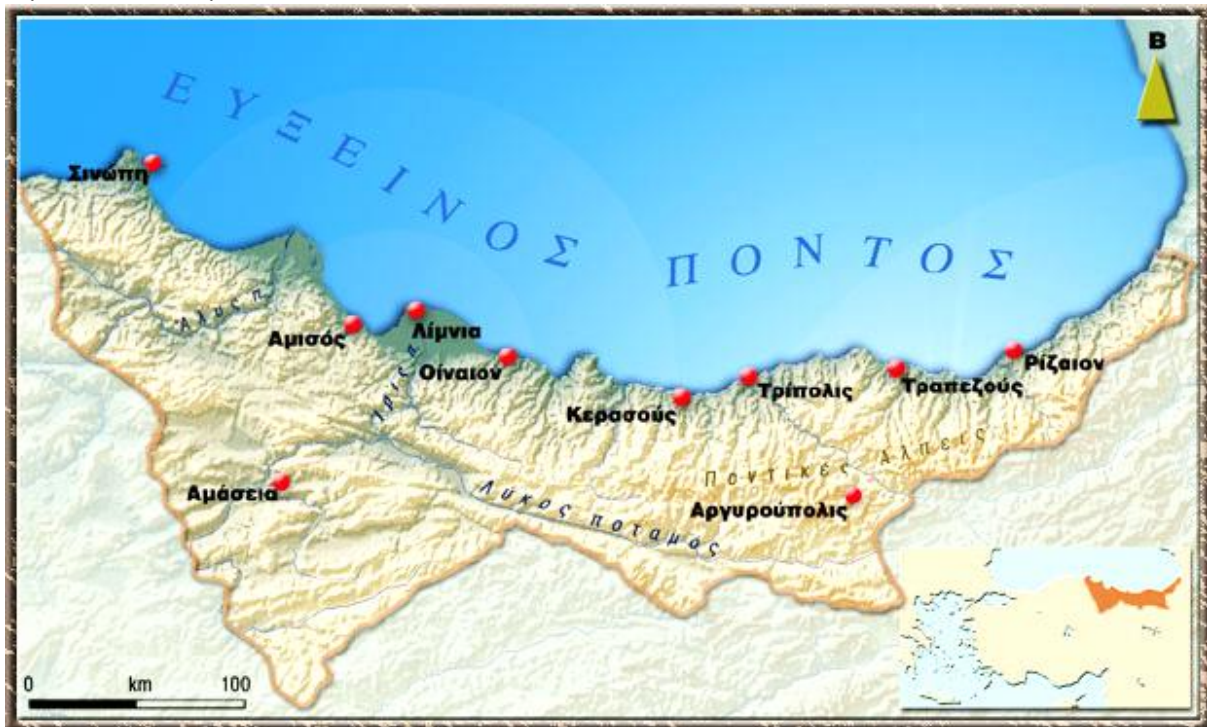 Β
ΕΥΞΕΙΝΟΣ ΠΟΝΤΟΣ
Σινώπη
Άλυς π.
Αμισός
Λίμνια
Ίρις π.
Οίναιον
Κερασούς
Τρίπολις
Τραπεζούς
Ρίζαιον
Ποντικές Άλπεις
Αμάσεια
Λύκος ποταμός
Αργυρούπολις
0 km 100